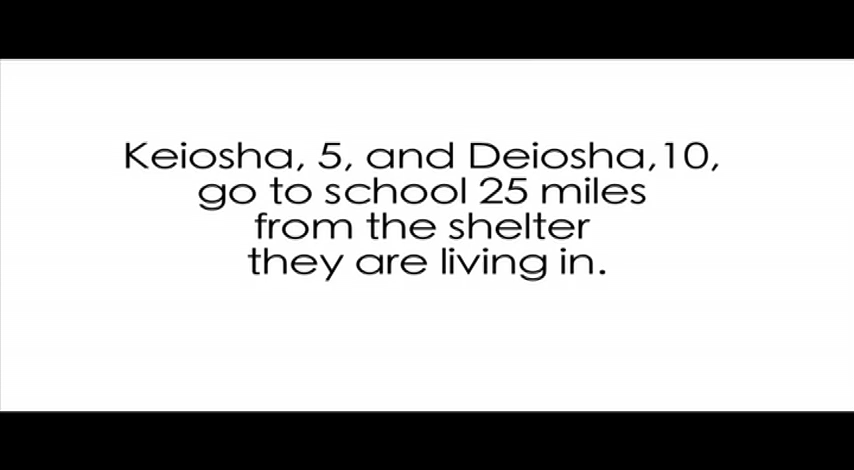 Keiosha, 5, and Deiosha,10,
go to school 25 miles
from the shelter
they are living in.